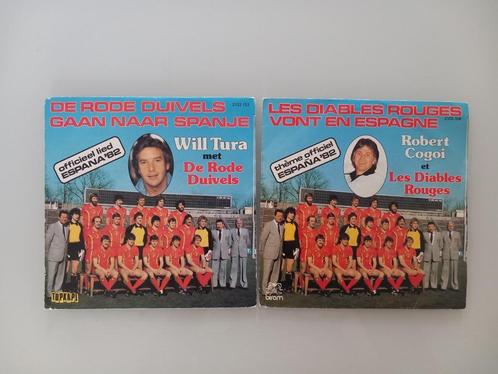 DE RODE DUIVELS
GAAN NAAR SPANJE
officieel lied
ESPAÑA '82
Will Tura
met
De Rode
Duivels
TOPKAPI
LES DIABLES ROUGES
VONT EN ESPAGNE
thème officiel
ESPAÑA '82
Robert
Cogoi
et
Les Diables
Rouges
biram